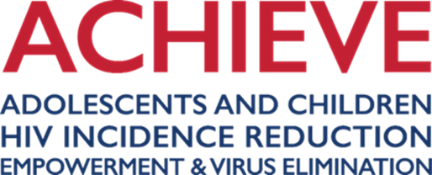 ACHIEVE
ADOLESCENTS AND CHILDREN
HIV INCIDENCE REDUCTION
EMPOWERMENT & VIRUS ELIMINATION